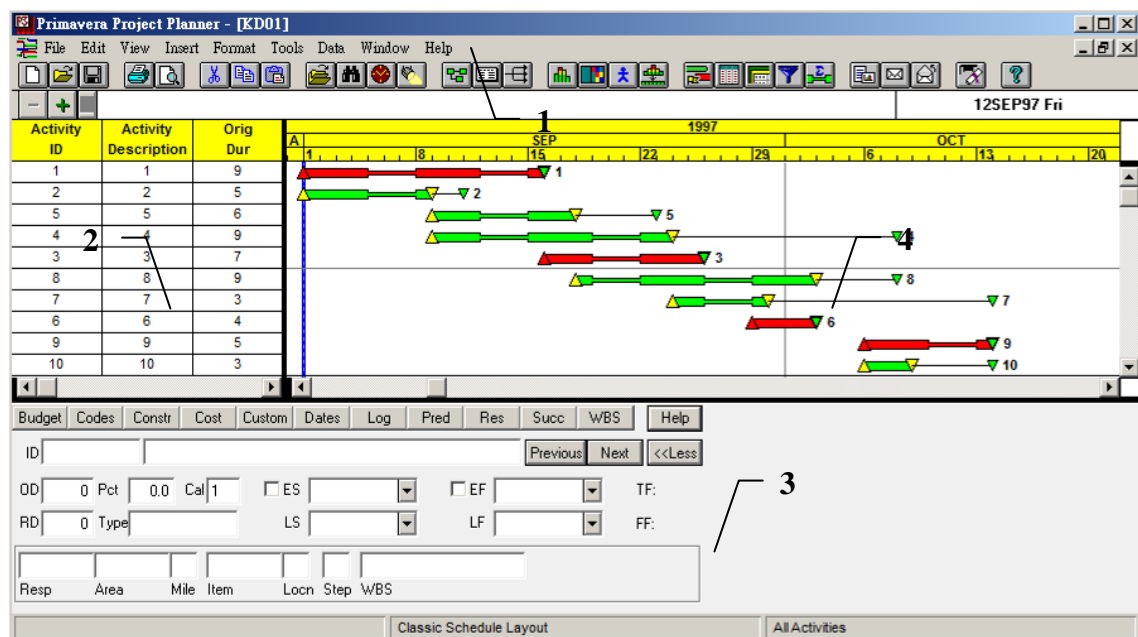 Primavera Project Planner - [KD01]
File Edit View Insert Format Tools Data Window Help
12SEP97 Fri
1
Activity ID Activity Description Orig Dur
1997
A SEP OCT
1 8 15 22 29 6 13 20
1 1 9 1
2 2 5 2
5 5 6 5
4 4 9
3 3 7 3
8 8 9 8
7 7 3 7
6 6 4 6
9 9 5 9
10 10 3 10
2
4
Budget Codes Constr Cost Custom Dates Log Pred Res Succ WBS Help
ID Previous Next <<Less
OD 0 Pct 0.0 Cal 1 ES EF TF:
RD 0 Type LS LF FF:
3
Resp Area Mile Item Locn Step WBS
Classic Schedule Layout All Activities